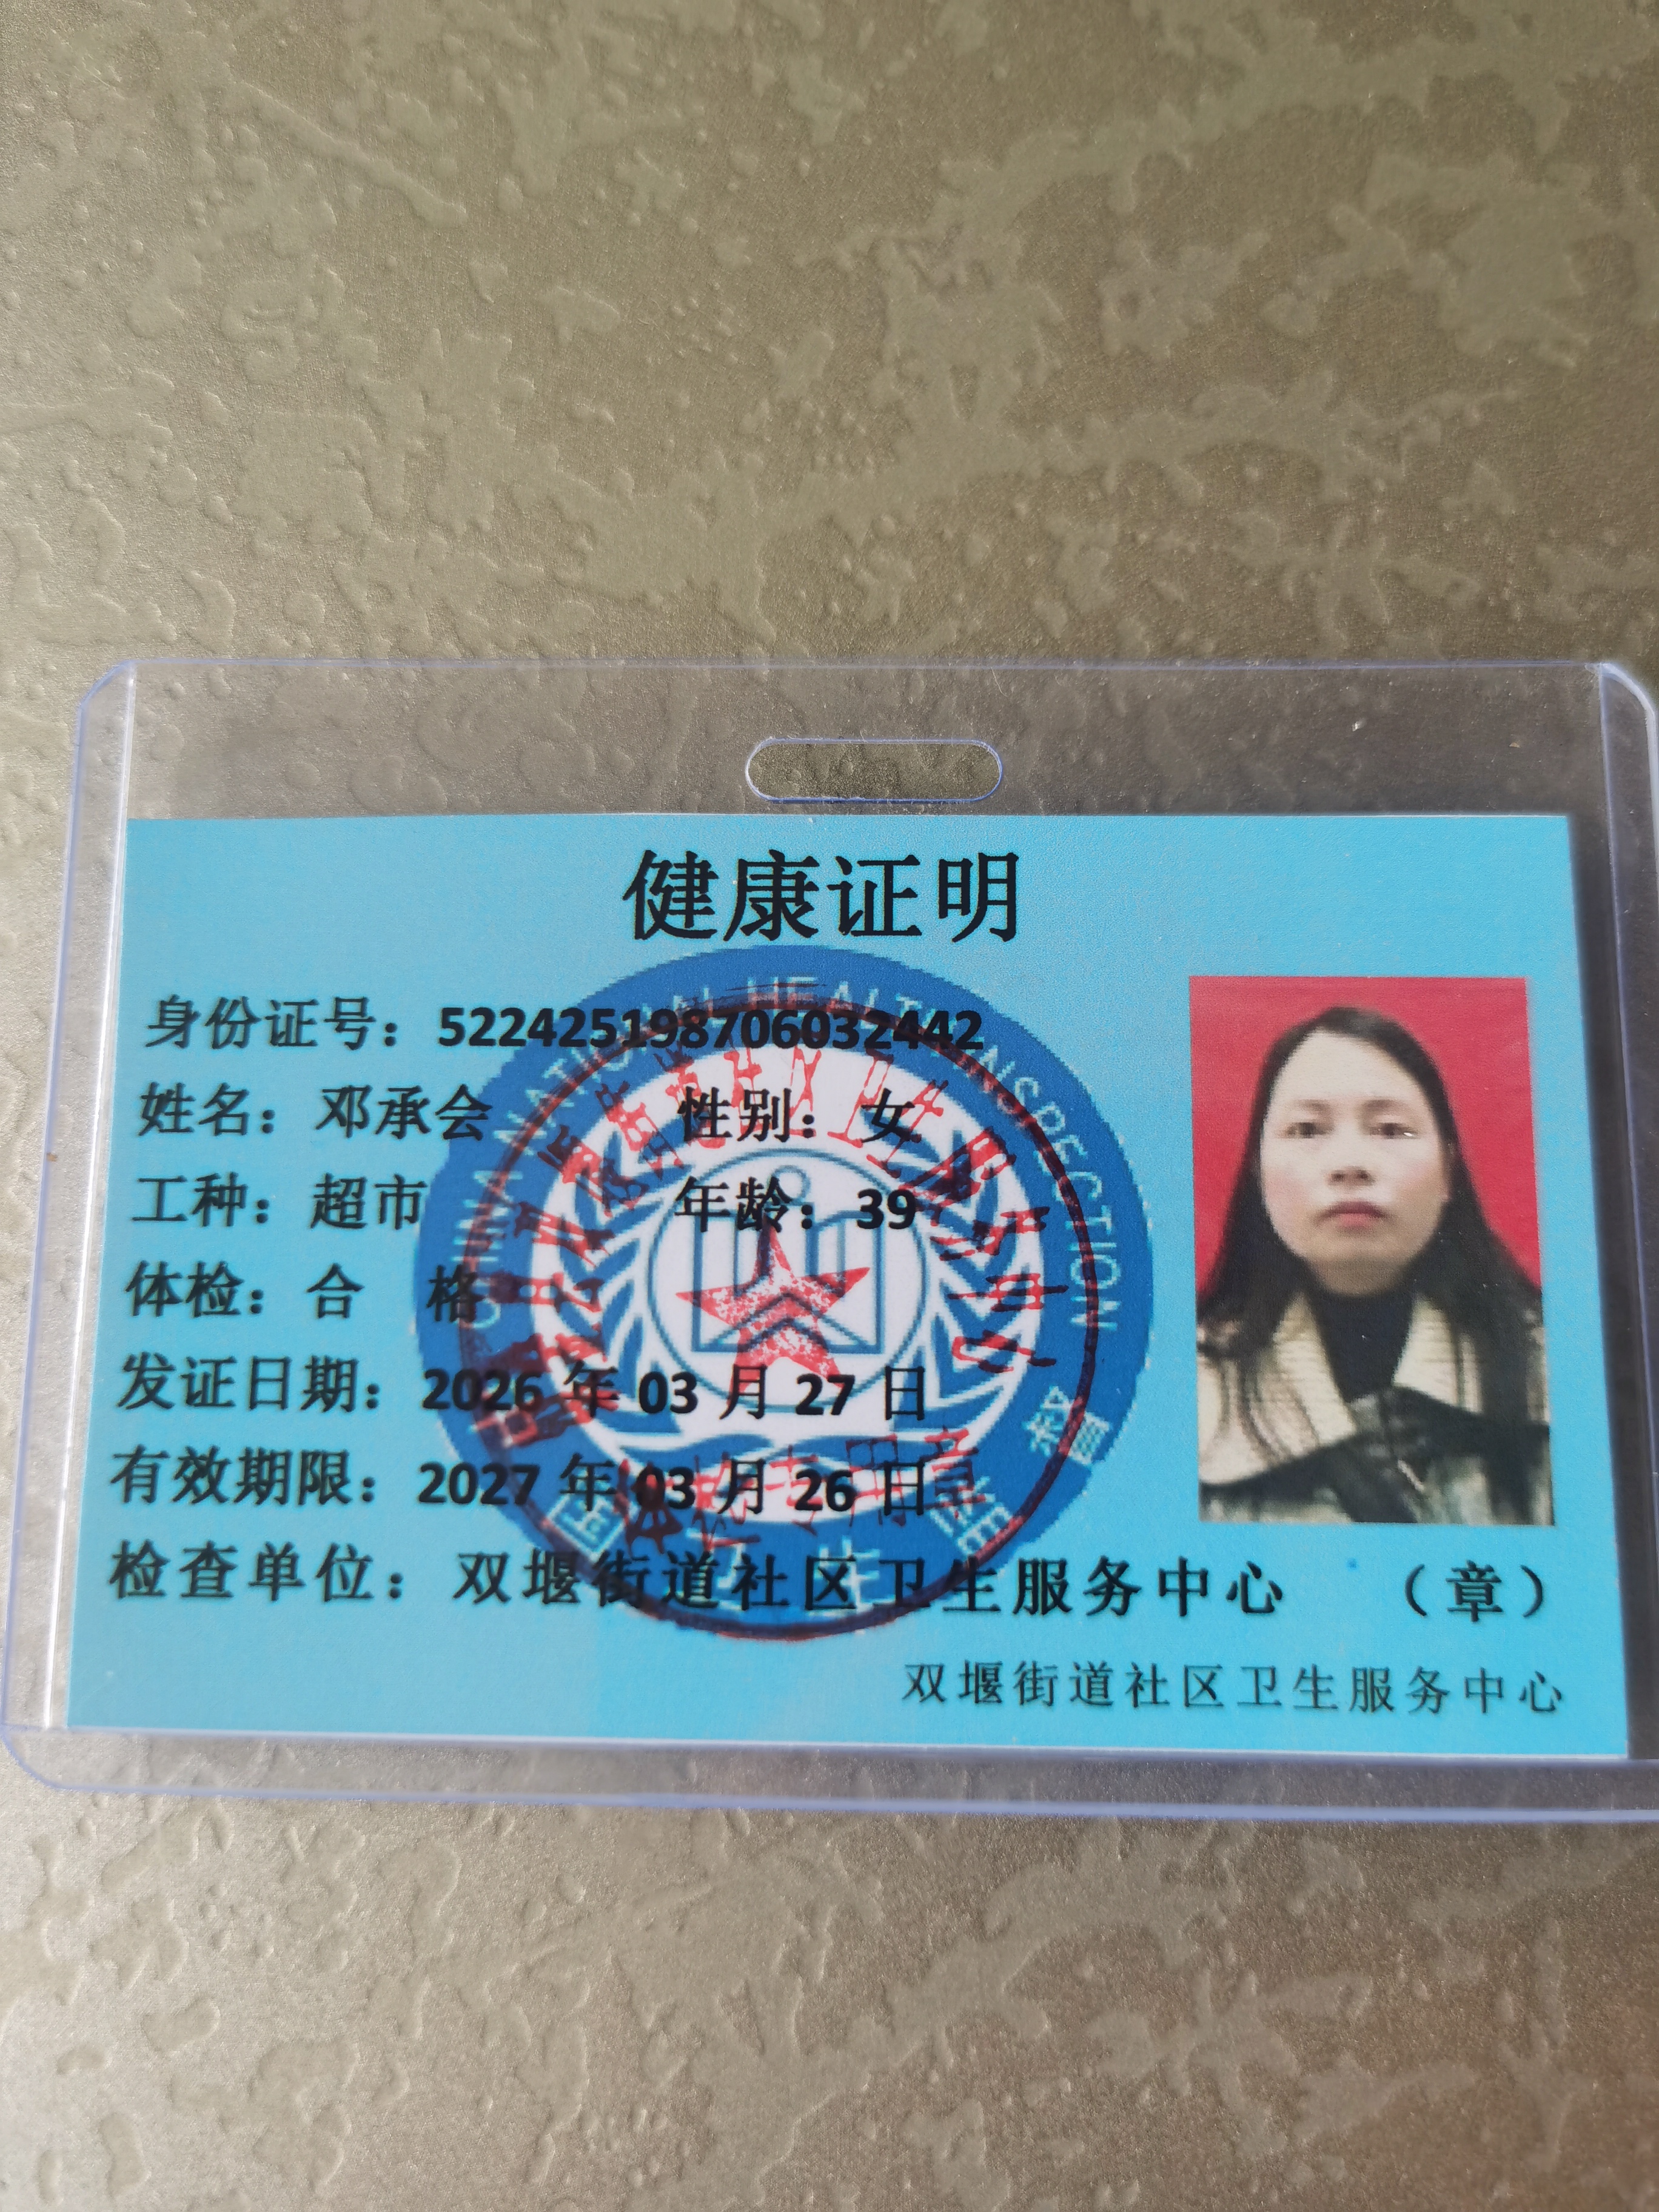 健康证明
身份证号：522425198706032442
姓名：邓承会 性别：女
工种：超市 年龄：39
体检：合 格
发证日期：2026 年 03 月 27 日
有效期限：2027 年 03 月 26 日
检查单位：双堰街道社区卫生服务中心 （章）
双堰街道社区卫生服务中心
CHINA NATIONAL HEALTH INSPECTION